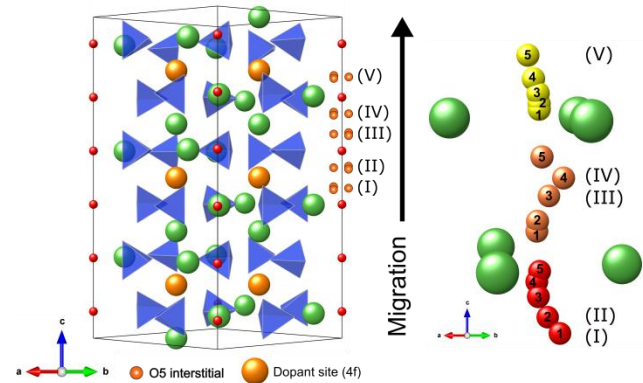 (V)
(IV)
(III)
(II)
(I)
c
a
b
O5 interstitial
Dopant site (4f)
Migration
5
4
3
2
1
(V)
5
4
3
2
1
(IV)
(III)
5
4
3
2
1
(II)
(I)
c
a
b